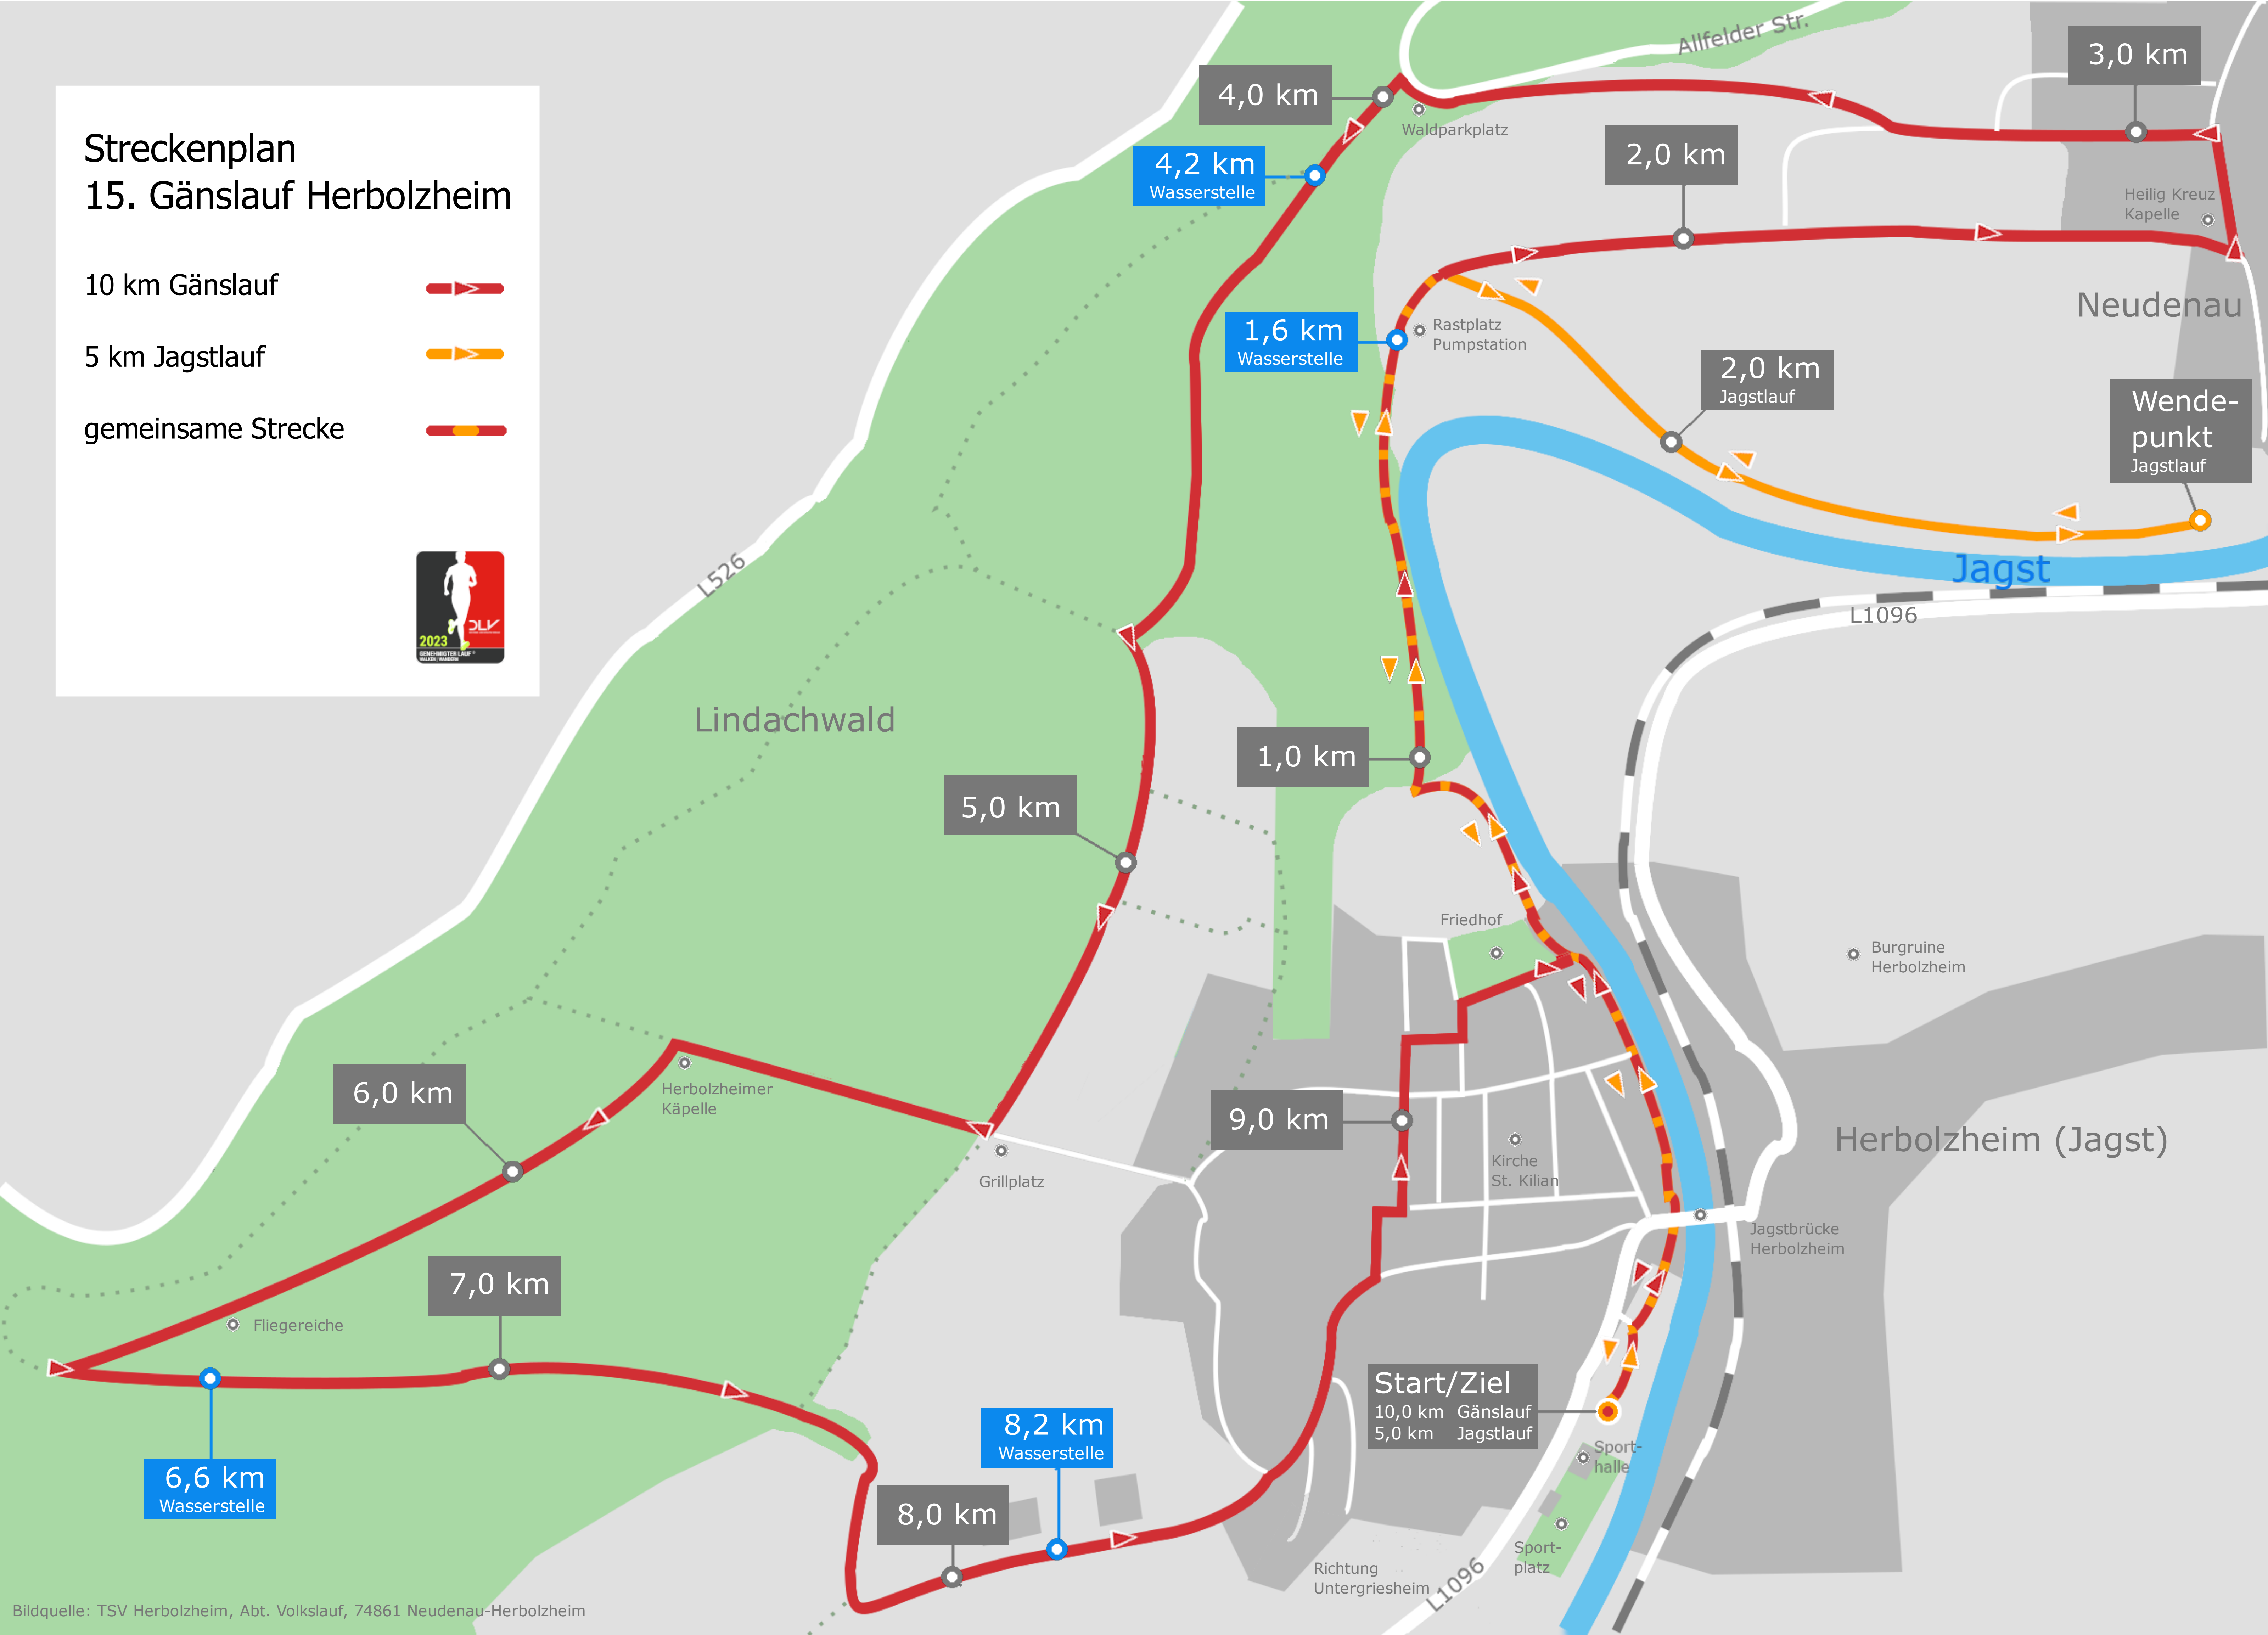 Streckenplan
15. Gänslauf Herbolzheim
10 km Gänslauf
5 km Jagstlauf
gemeinsame Strecke
2023
DLV
GENEHMIGTER LAUF
Allfelder Str.
3,0 km
4,0 km
Waldparkplatz
4,2 km
Wasserstelle
2,0 km
Heilig Kreuz
Kapelle
Neudenau
1,6 km
Wasserstelle
Rastplatz
Pumpstation
2,0 km
Jagstlauf
Wende-
punkt
Jagstlauf
Jagst
L1096
L526
Lindachwald
1,0 km
5,0 km
Friedhof
Burgruine
Herbolzheim
6,0 km
Herbolzheimer
Käpelle
Grillplatz
9,0 km
Kirche
St. Kilian
Herbolzheim (Jagst)
Jagstbrücke
Herbolzheim
7,0 km
Fliegereiche
Start/Ziel
10,0 km Gänslauf
5,0 km Jagstlauf
6,6 km
Wasserstelle
8,2 km
Wasserstelle
8,0 km
Sport-
halle
Sport-
platz
Richtung
Untergriesheim
L1096
Bildquelle: TSV Herbolzheim, Abt. Volkslauf, 74861 Neudenau-Herbolzheim